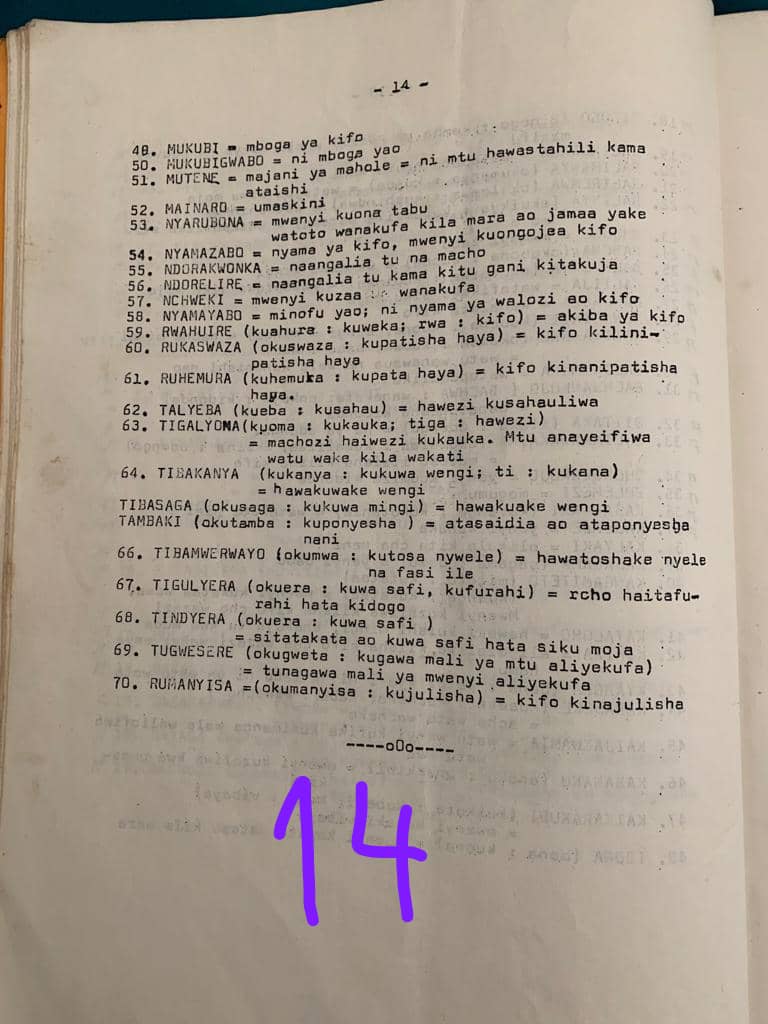 - 14 -
48. MUKUBI = mboga ya kifo
50. MUKUBIGWABO = ni mboga yao
51. MUTENE = majani ya mahole = ni mtu hawastahili kama
ataishi
52. MAINARO = umaskini
53. NYARUBONA = mwenyi kuona tabu
watoto wanakufa kila mara ao jamaa yake
54. NYAMAZABO = nyama ya kifo, mwenyi kuongojea kifo
55. NDORAKWONKA = naangalia tu na macho
56. NDORELIRE = naangalia tu kama kitu gani kitakuja
57. NCHWEKI = mwenyi kuzaa wanakufa
58. NYAMAYABO = minofu yao; ni nyama ya walozi ao kifo
59. RWAHUIRE (kuahura : kuweka; rwa : kifo) = akiba ya kifo
60. RUKASWAZA (okuswaza : kupatisha haya) = kifo kilini-
patisha haya
61. RUHEMURA (kuhemuka : kupata haya) = kifo kinanipatisha
haya.
62. TALYEBA (kueba : kusahau) = hawezi kusahauliwa
63. TIGALYOMA(kuoma : kukauka; tiga : hawezi)
= machozi haiwezi kukauka. Mtu anayeifiwa
watu wake kila wakati
64. TIBAKANYA (kukanya : kukuwa wengi; ti : kukana)
= hawakuwake wengi
TIBASAGA (okusaga : kukuwa mingi) = hawakuake wengi
TAMBAKI (okutamba : kuponyesha ) = atasaidia ao ataponyesha
nani
66. TIBAMWERWAYO (okumwa : kutosa nywele) = hawatoshake nyele
na fasi ile
67. TIGULYERA (okuera : kuwa safi, kufurahi) = rcho haitafu-
rahi hata kidogo
68. TINDYERA (okuera : kuwa safi )
= sitatakata ao kuwa safi hata siku moja
69. TUGWESERE (okugweta : kugawa mali ya mtu aliyekufa)
= tunagawa mali ya mwenyi aliyekufa
70. RUMANYISA =(okumanyisa : kujulisha) = kifo kinajulisha
----oOo----
14